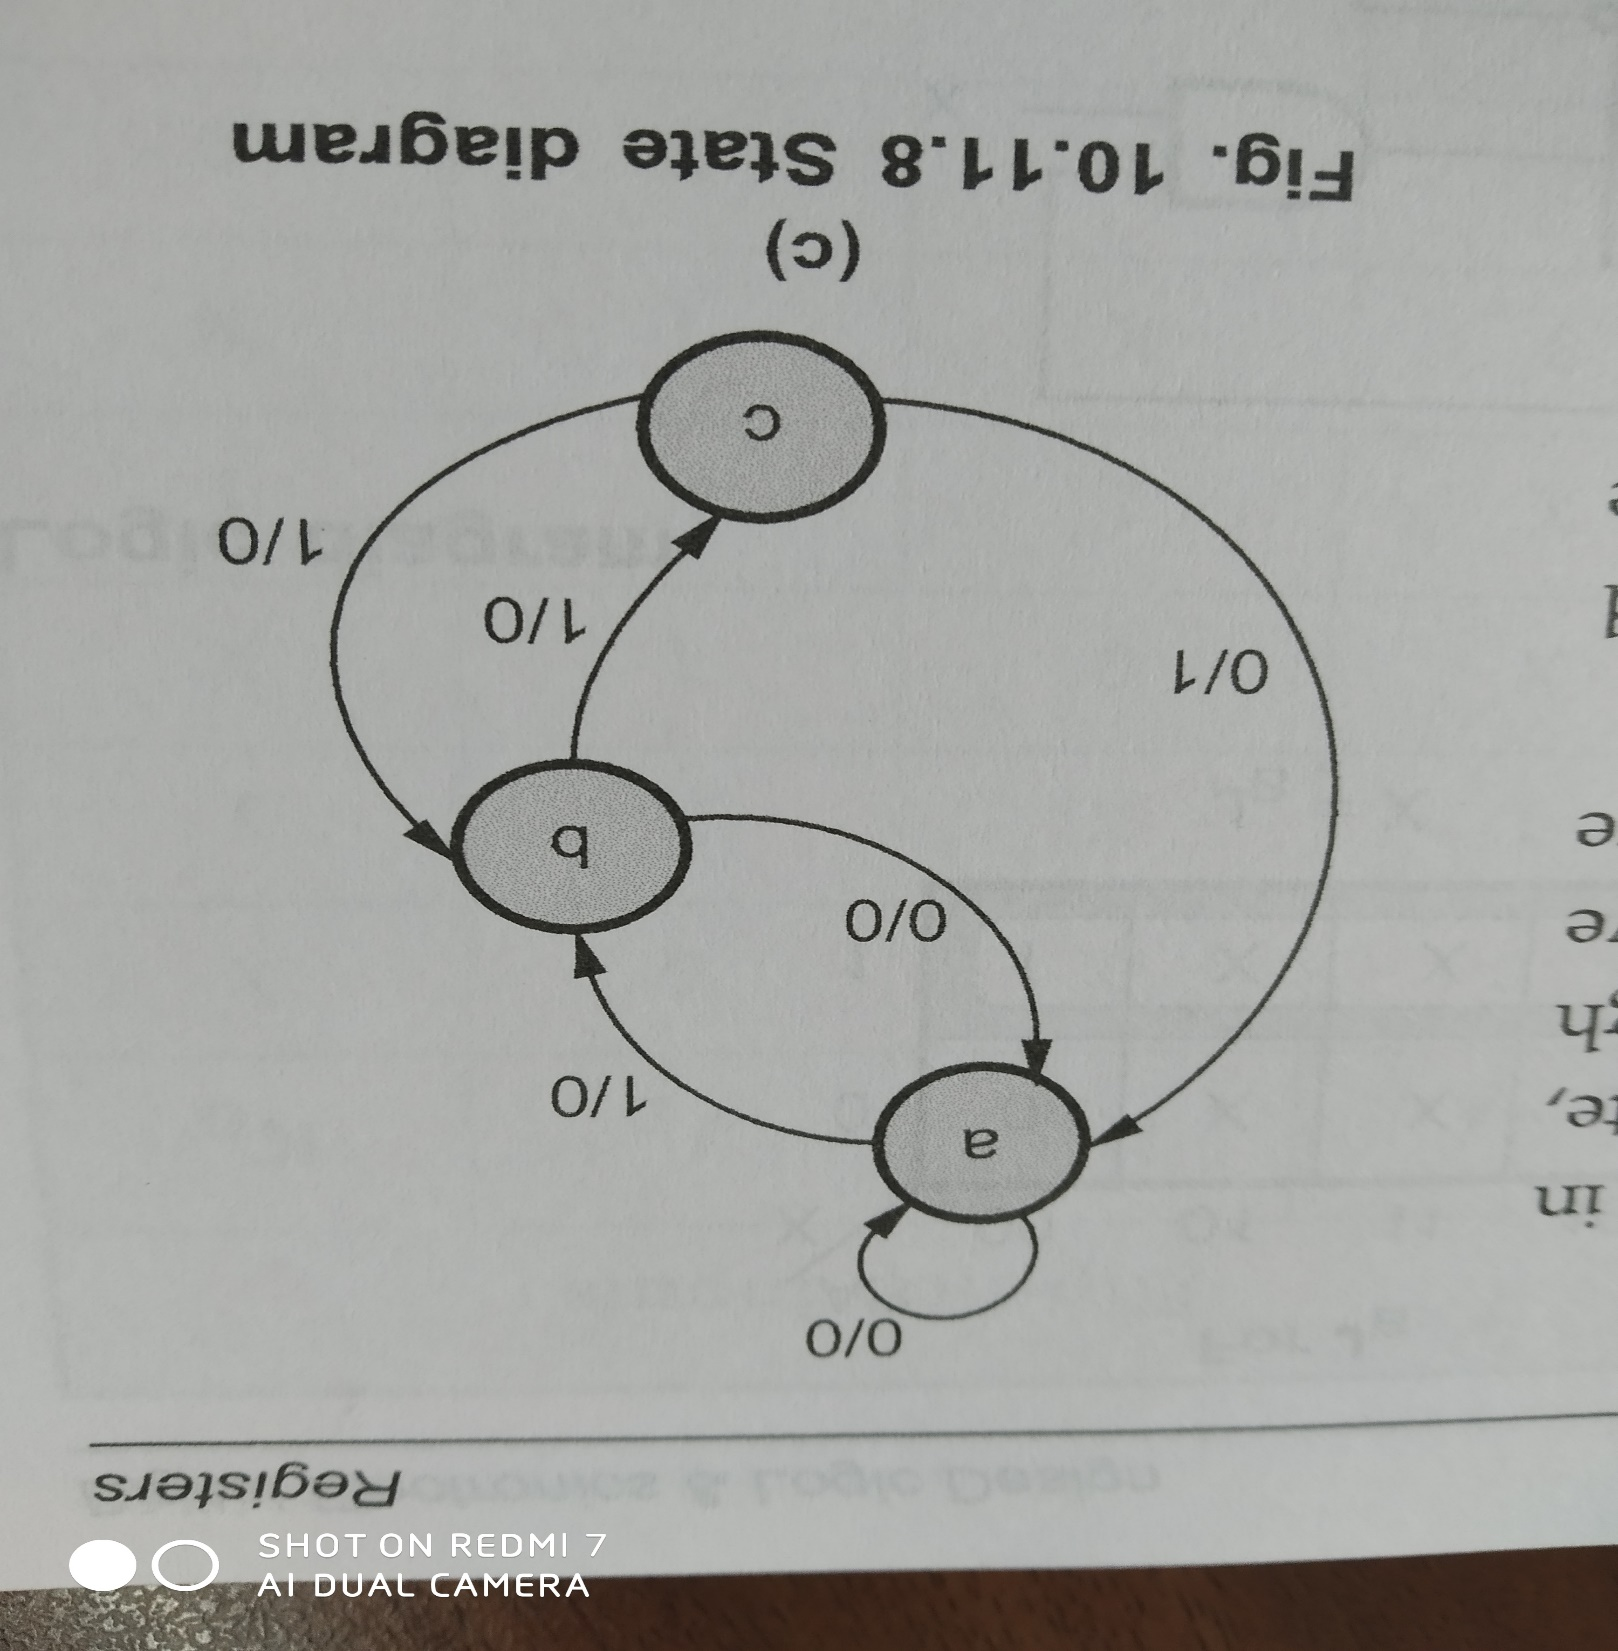 Registers
in
0/0
a
1/0
0/0
b
0/1
1/0
1/0
c
(c)
Fig. 10.11.8 State diagram
SHOT ON REDMI 7
AI DUAL CAMERA